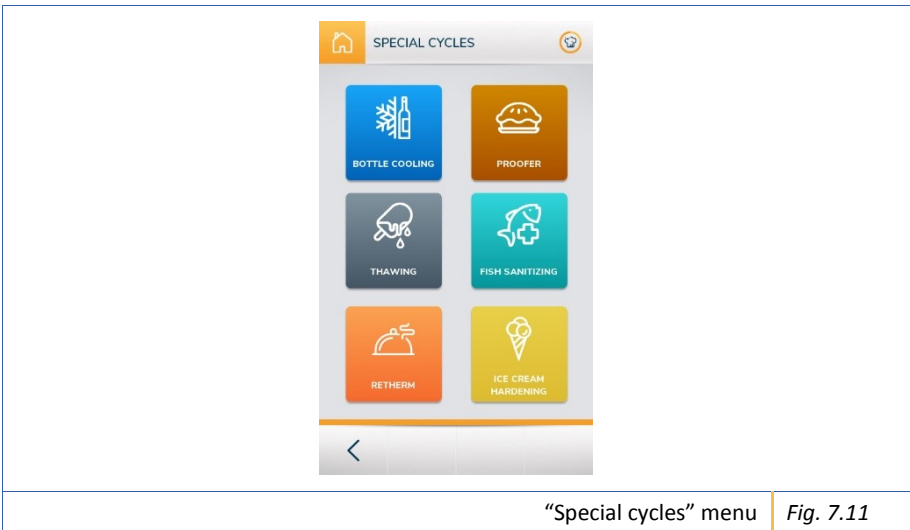 SPECIAL CYCLES
BOTTLE COOLING
PROOFER
THAWING
FISH SANITIZING
RETHERM
ICE CREAM
HARDENING
“Special cycles” menu
Fig. 7.11